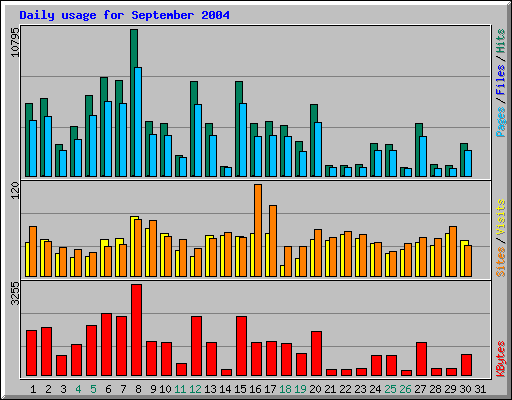 Daily usage for September 2004
10795
Pages / Files / Hits
120
Sites / Visits
3255
KBytes
1 2 3 4 5 6 7 8 9 10 11 12 13 14 15 16 17 18 19 20 21 22 23 24 25 26 27 28 29 30 31